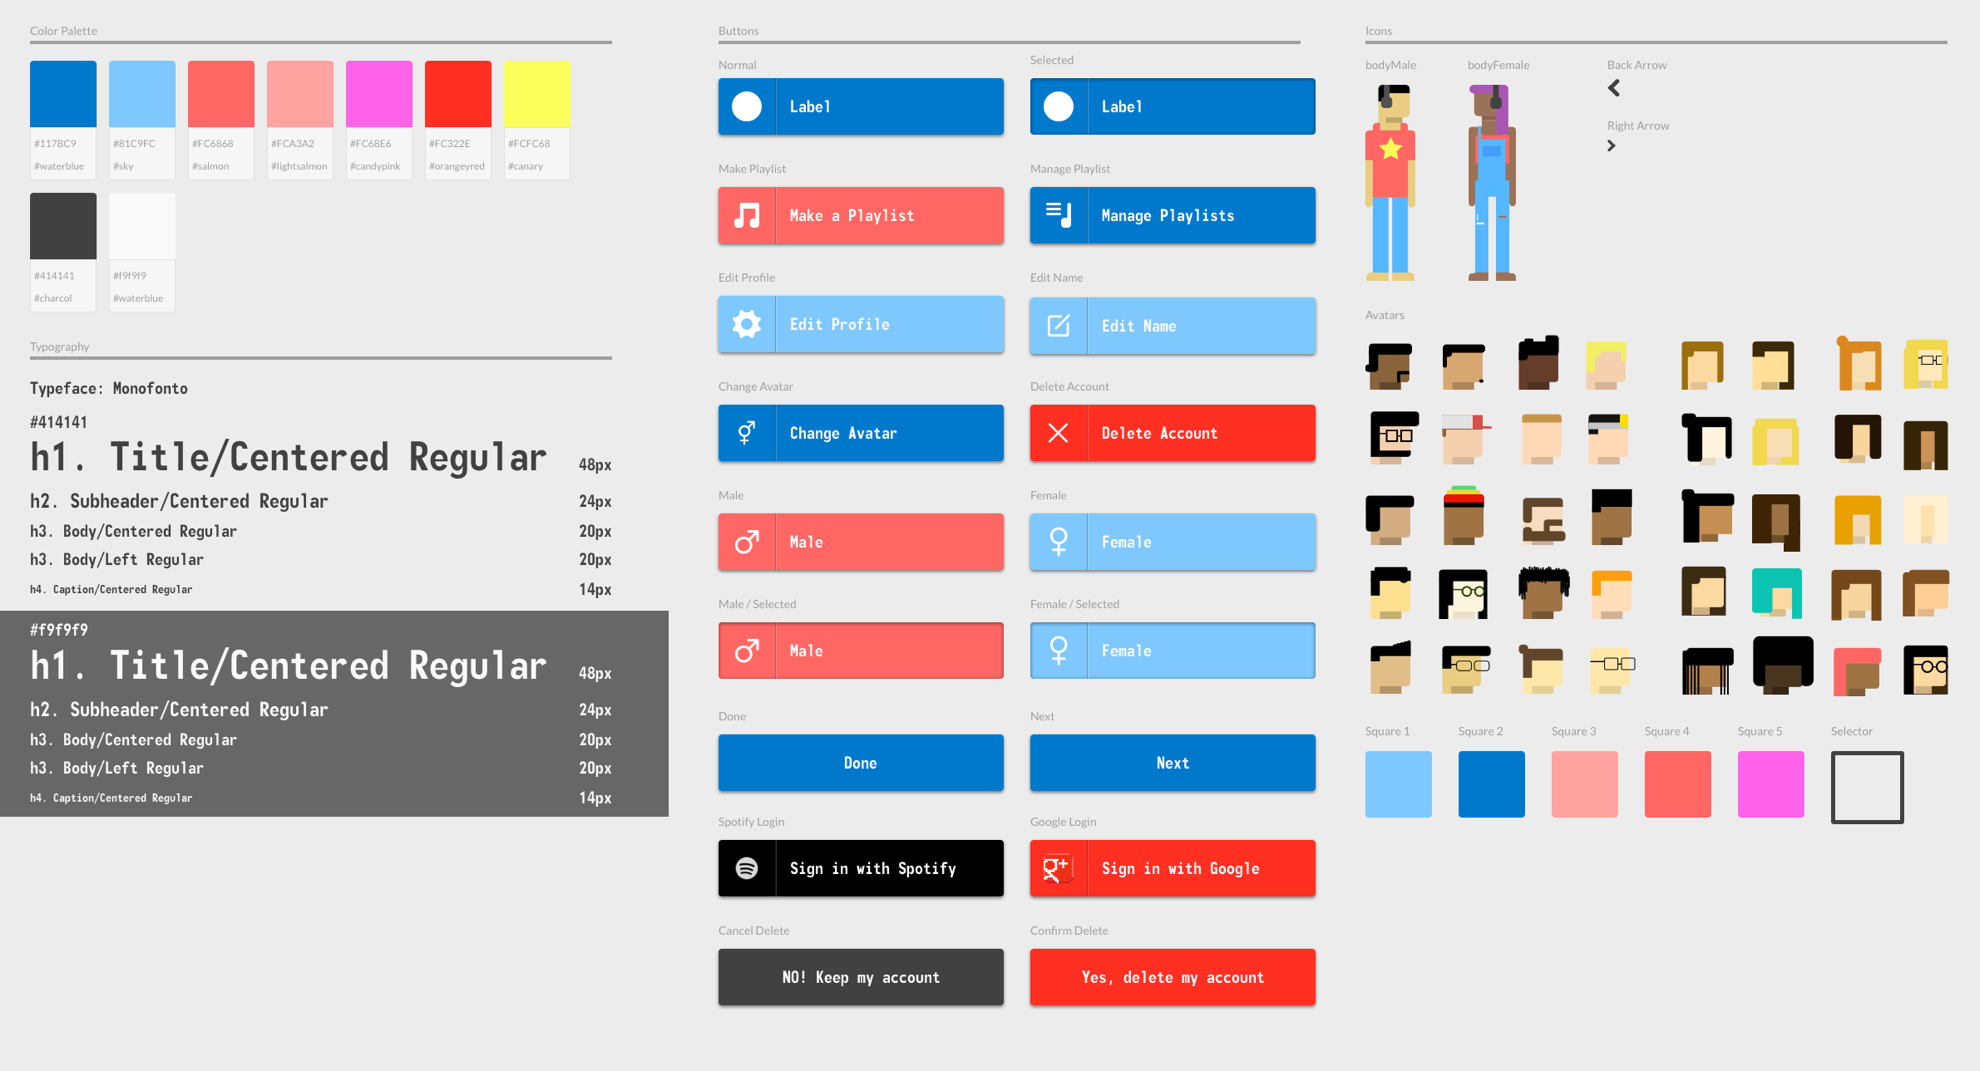 Color Palette
#117BC9
#waterblue
#81C9FC
#sky
#FC6868
#salmon
#FCA3A2
#lightsalmon
#FC68E6
#candypink
#FC322E
#orangeyred
#FCFC68
#canary
#414141
#charcol
#f9f9f9
#waterblue
Typography
Typeface: Monofonto
#414141
h1. Title/Centered Regular 48px
h2. Subheader/Centered Regular 24px
h3. Body/Centered Regular 20px
h3. Body/Left Regular 20px
h4. Caption/Centered Regular 14px
#f9f9f9
h1. Title/Centered Regular 48px
h2. Subheader/Centered Regular 24px
h3. Body/Centered Regular 20px
h3. Body/Left Regular 20px
h4. Caption/Centered Regular 14px
Buttons
Normal
Label
Selected
Label
Make Playlist
Make a Playlist
Manage Playlist
Manage Playlists
Edit Profile
Edit Profile
Edit Name
Edit Name
Change Avatar
Change Avatar
Delete Account
Delete Account
Male
Male
Female
Female
Male / Selected
Male
Female / Selected
Female
Done
Done
Next
Next
Spotify Login
Sign in with Spotify
Google Login
g+
Sign in with Google
Cancel Delete
NO! Keep my account
Confirm Delete
Yes, delete my account
Icons
bodyMale
bodyFemale
Back Arrow
Right Arrow
Avatars
Square 1
Square 2
Square 3
Square 4
Square 5
Selector